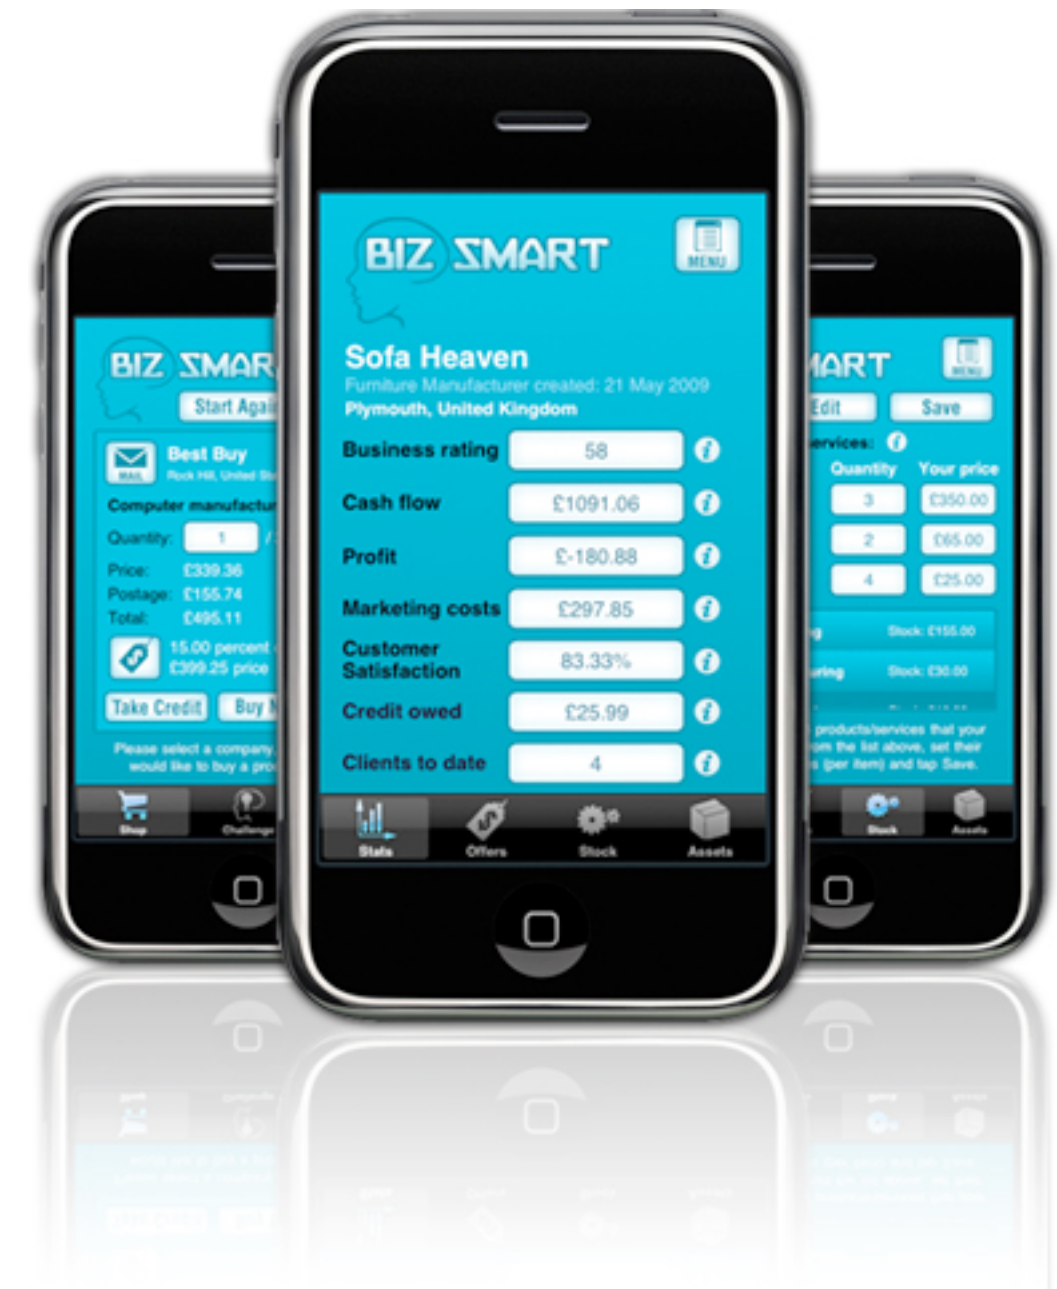 BIZ SMART
MENU
Sofa Heaven
Furniture Manufacturer created: 21 May 2009
Plymouth, United Kingdom
Business rating 58
Cash flow £1091.06
Profit £-180.88
Marketing costs £297.85
Customer
Satisfaction 83.33%
Credit owed £25.99
Clients to date 4
Stats Offers Stock Assets
BIZ SMAR
Start Agai
MAIL
Best Buy
Rock Hill, United Sta
Computer manufactur
Quantity: 1 /
Price: £339.36
Postage: £155.74
Total: £495.11
15.00 percent
£399.25 price
Take Credit Buy N
Please select a company.
would like to buy a pro
Shop Challenge
MART
MENU
Edit Save
ervices:
Quantity Your price
3 £350.00
2 £65.00
4 £25.00
g Stock: £155.00
uring Stock: £30.00
products/services that your
om the list above, set their
s (per item) and tap Save.
Stock Assets